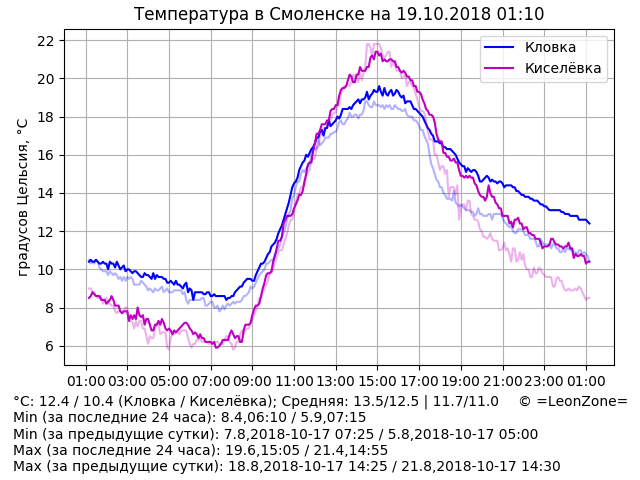 Температура в Смоленске на 19.10.2018 01:10
градусов Цельсия, °C
22
20
18
16
14
12
10
8
6
Кловка
Киселёвка
01:00 03:00 05:00 07:00 09:00 11:00 13:00 15:00 17:00 19:00 21:00 23:00 01:00
°C: 12.4 / 10.4 (Кловка / Киселёвка); Средняя: 13.5/12.5 | 11.7/11.0 © =LeonZone=
Min (за последние 24 часа): 8.4,06:10 / 5.9,07:15
Min (за предыдущие сутки): 7.8,2018-10-17 07:25 / 5.8,2018-10-17 05:00
Max (за последние 24 часа): 19.6,15:05 / 21.4,14:55
Max (за предыдущие сутки): 18.8,2018-10-17 14:25 / 21.8,2018-10-17 14:30